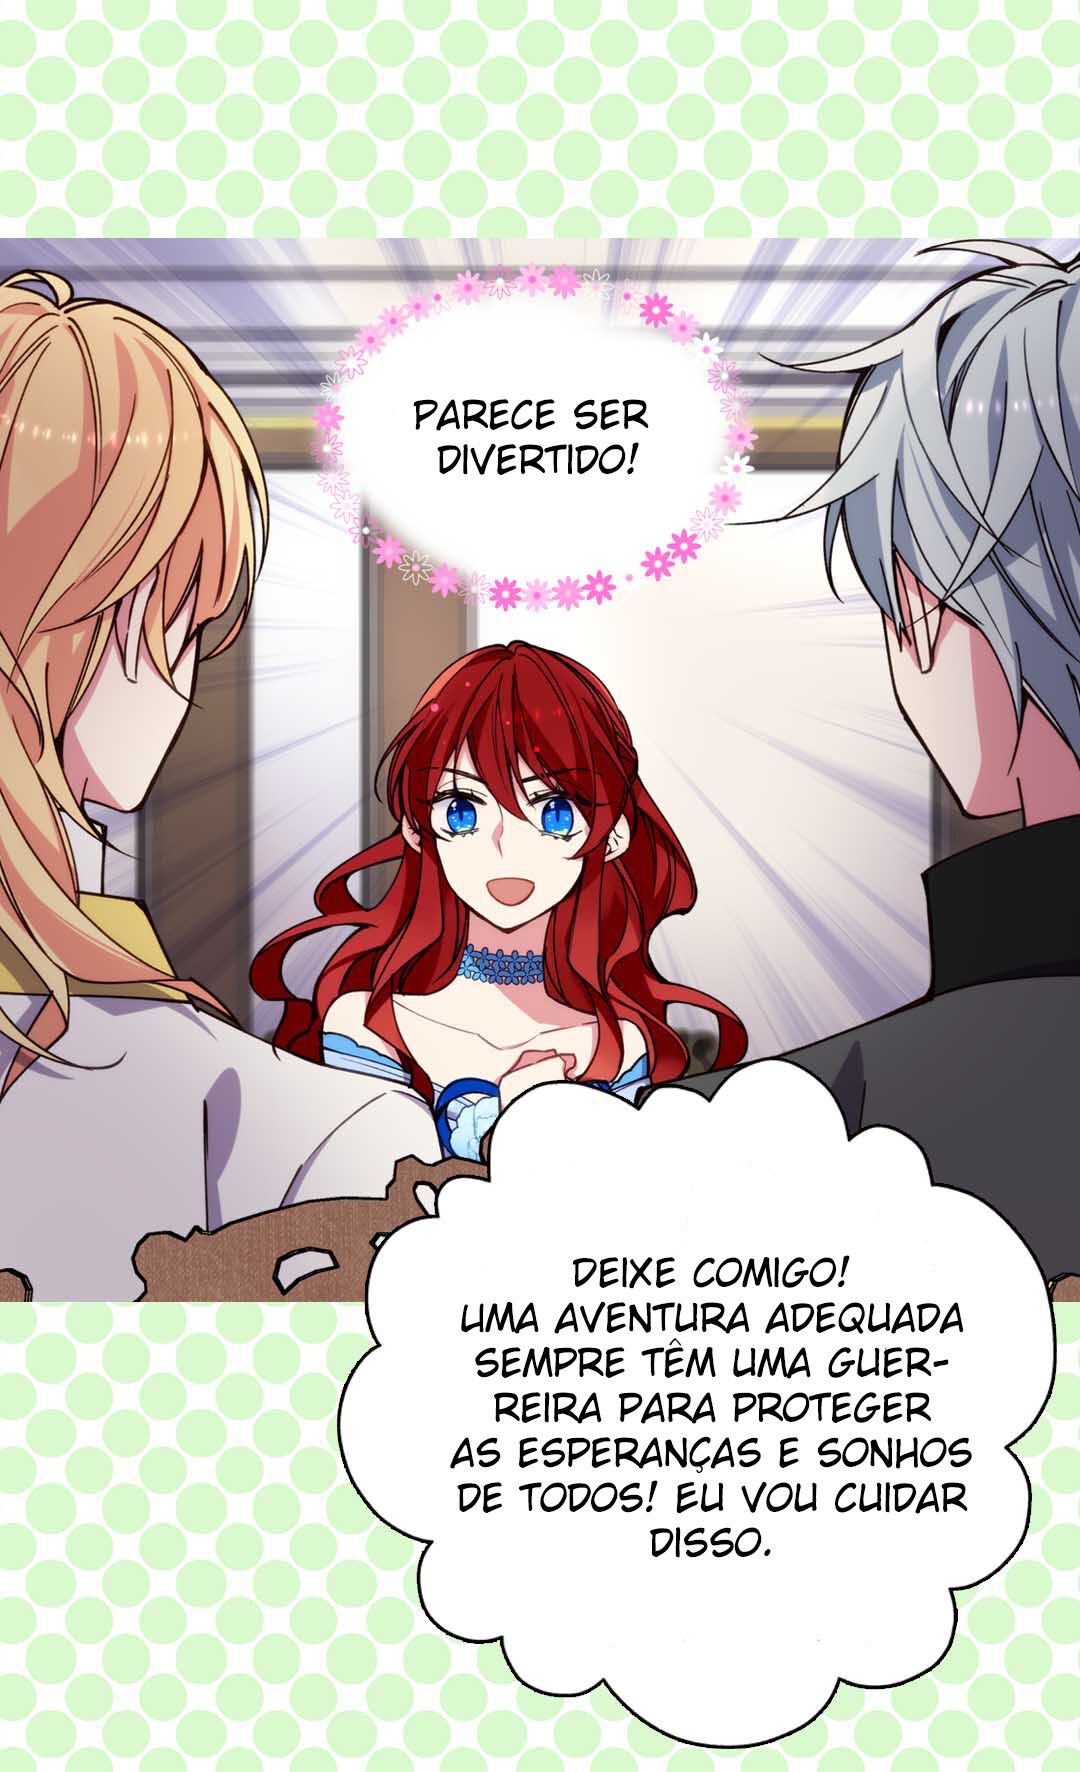 PARECE SER
DIVERTIDO!
DEIXE COMIGO!
UMA AVENTURA ADEQUADA
SEMPRE TÊM UMA GUER-
REIRA PARA PROTEGER
AS ESPERANÇAS E SONHOS
DE TODOS! EU VOU CUIDAR
DISSO.